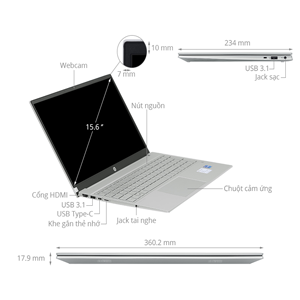 10 mm
234 mm
Webcam
7 mm
USB 3.1
Jack sạc
Nút nguồn
15.6 "
Cổng HDMI
USB 3.1
USB Type-C
Khe gắn thẻ nhớ
Jack tai nghe
Chuột cảm ứng
360.2 mm
17.9 mm